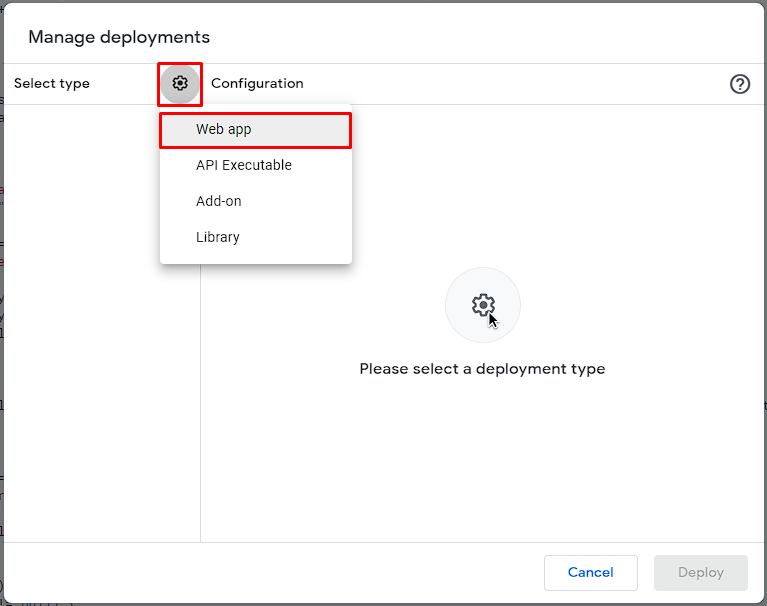 Manage deployments
Select type
Configuration
Web app
API Executable
Add-on
Library
Please select a deployment type
Cancel
Deploy